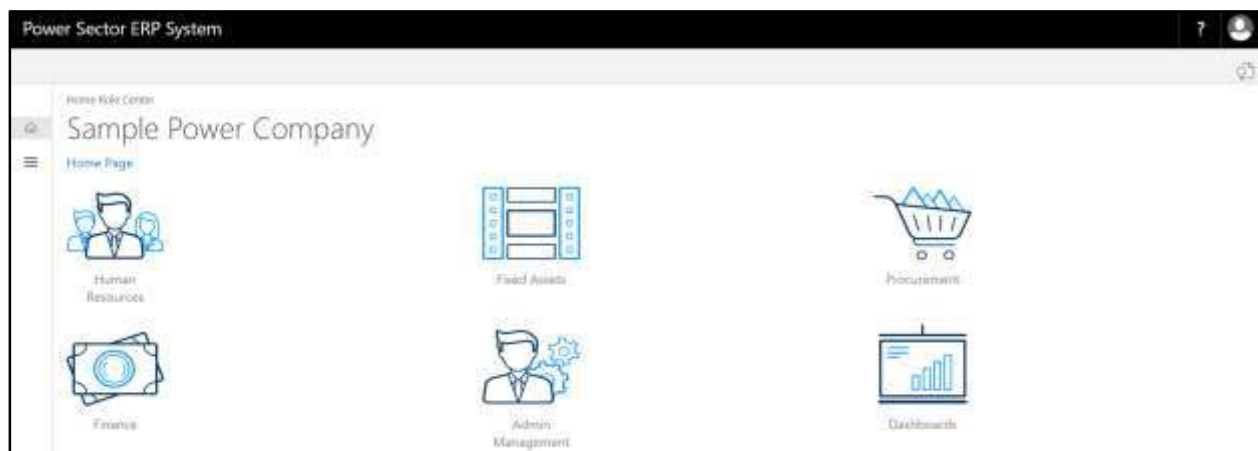 Power Sector ERP System
?
Home Role Center
Sample Power Company
Home Page
Human
Resources
Fixed Assets
Procurement
Finance
Admin
Management
Dashboards